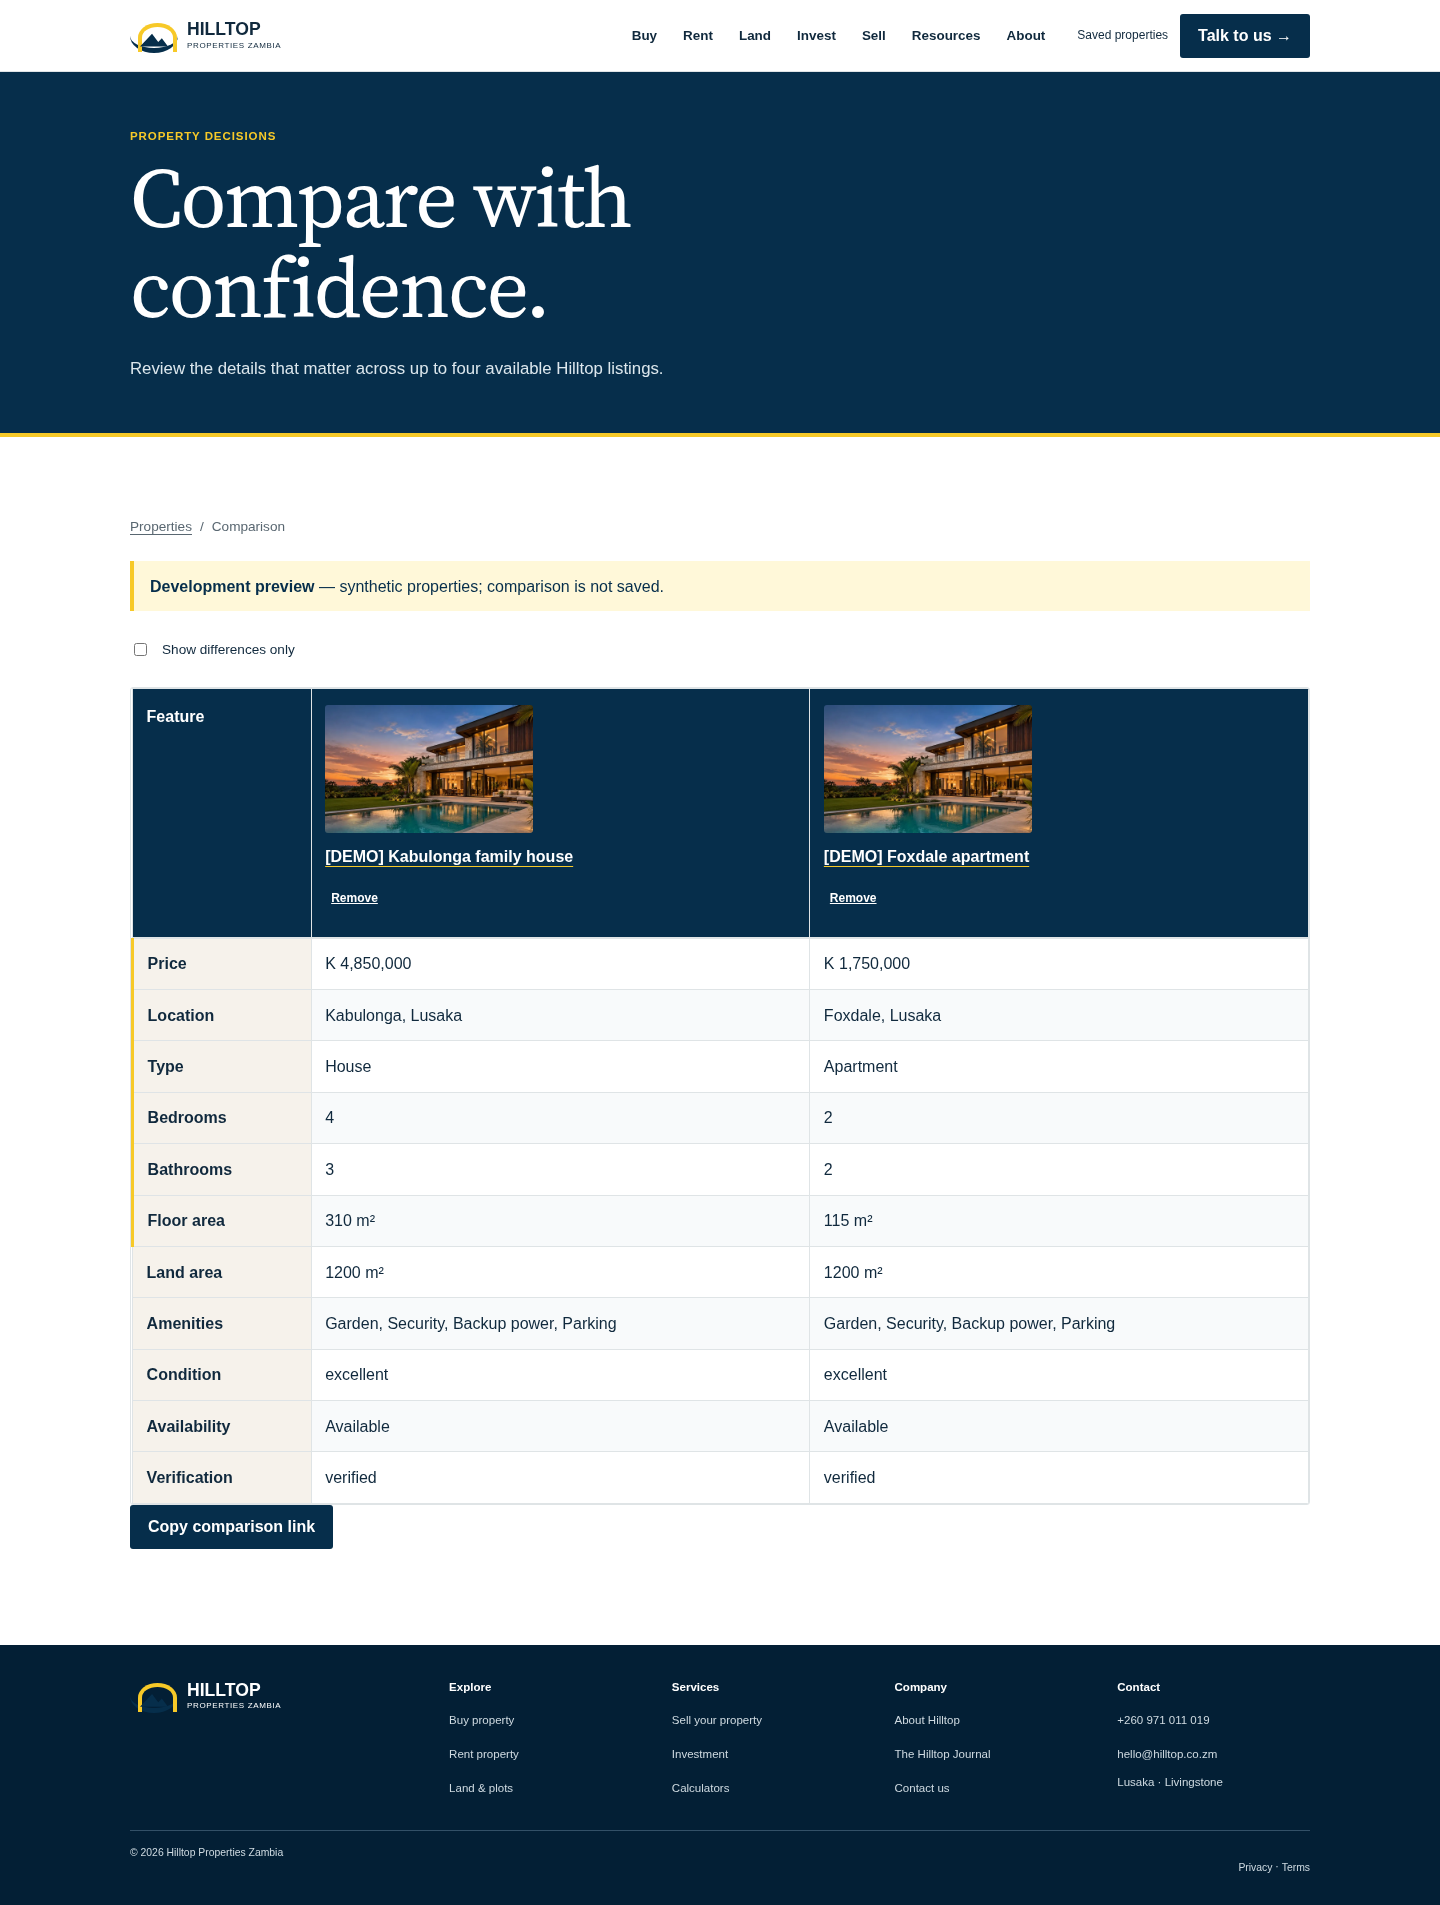 HILLTOP
PROPERTIES ZAMBIA
Buy Rent Land Invest Sell Resources About Saved properties Talk to us →
PROPERTY DECISIONS
Compare with
confidence.
Review the details that matter across up to four available Hilltop listings.
Properties / Comparison
Development preview — synthetic properties; comparison is not saved.
Show differences only
Feature
[DEMO] Kabulonga family house [DEMO] Foxdale apartment
Remove Remove
Price K 4,850,000 K 1,750,000
Location Kabulonga, Lusaka Foxdale, Lusaka
Type House Apartment
Bedrooms 4 2
Bathrooms 3 2
Floor area 310 m² 115 m²
Land area 1200 m² 1200 m²
Amenities Garden, Security, Backup power, Parking Garden, Security, Backup power, Parking
Condition excellent excellent
Availability Available Available
Verification verified verified
Copy comparison link
HILLTOP
PROPERTIES ZAMBIA
Explore
Buy property
Rent property
Land & plots
Services
Sell your property
Investment
Calculators
Company
About Hilltop
The Hilltop Journal
Contact us
Contact
+260 971 011 019
hello@hilltop.co.zm
Lusaka · Livingstone
© 2026 Hilltop Properties Zambia
Privacy · Terms